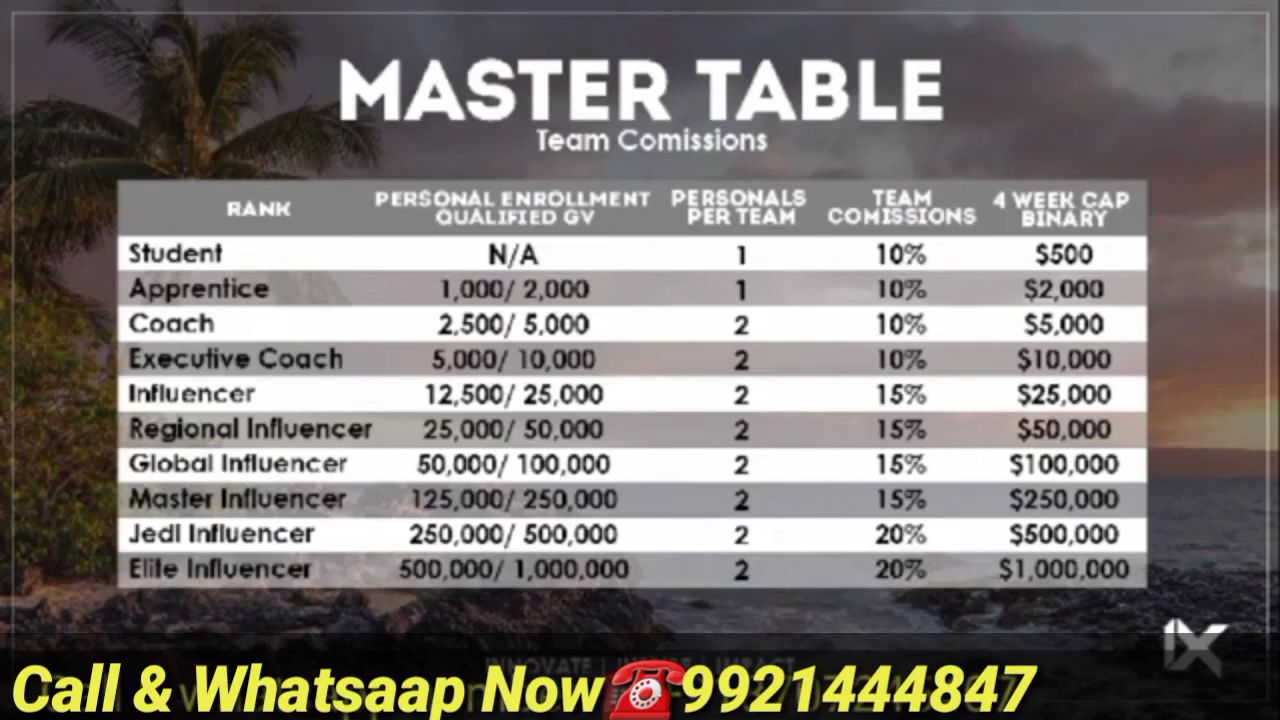 MASTER TABLE
Team Comissions
RANK PERSONAL ENROLLMENT QUALIFIED GV PERSONALS PER TEAM TEAM COMISSIONS 4 WEEK CAP BINARY
Student N/A 1 10% $500
Apprentice 1,000/ 2,000 1 10% $2,000
Coach 2,500/ 5,000 2 10% $5,000
Executive Coach 5,000/ 10,000 2 10% $10,000
Influencer 12,500/ 25,000 2 15% $25,000
Regional Influencer 25,000/ 50,000 2 15% $50,000
Global Influencer 50,000/ 100,000 2 15% $100,000
Master Influencer 125,000/ 250,000 2 15% $250,000
Jedi Influencer 250,000/ 500,000 2 20% $500,000
Elite Influencer 500,000/ 1,000,000 2 20% $1,000,000
IX
Call & Whatsaap Now ☎9921444847